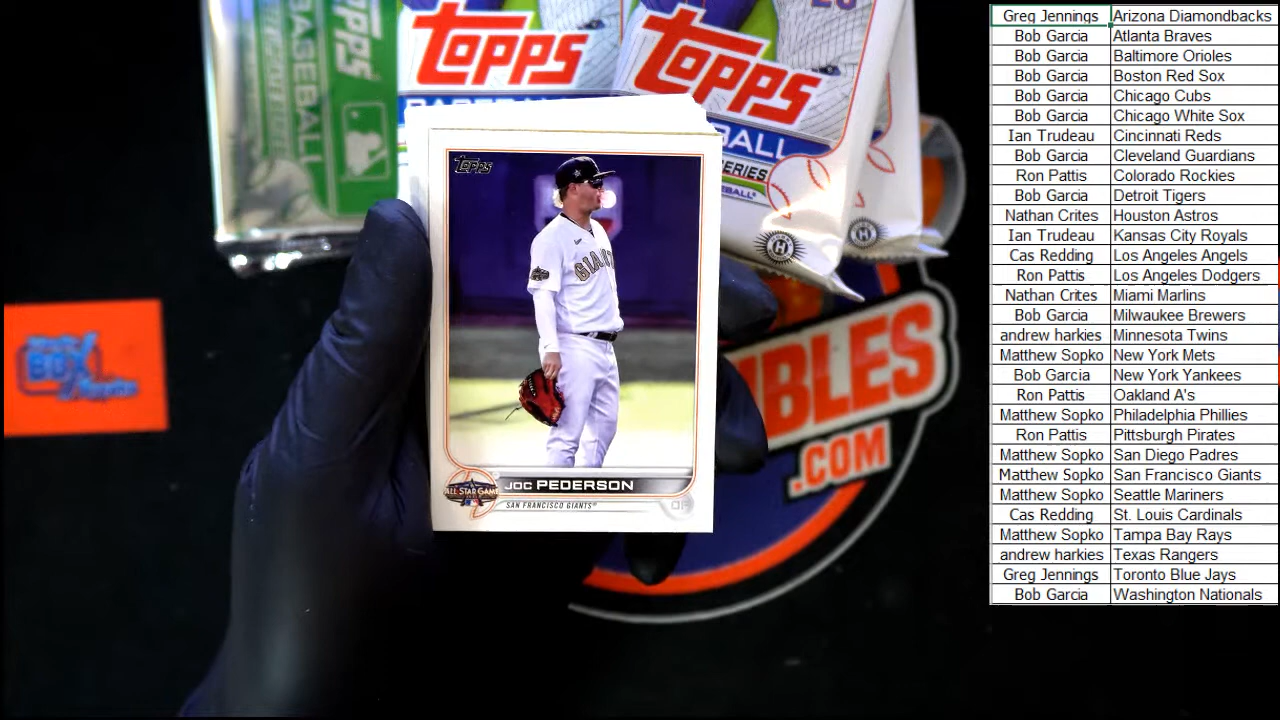 TOPPS
TOPPS
TOPPS
BASEBALL
BALL
SERIES
H
H
BOX
TOPPS
GIANT
ALL STAR GAME
JOC PEDERSON
SAN FRANCISCO GIANTS
OF
BLES
.COM
Greg Jennings Arizona Diamondbacks
Bob Garcia Atlanta Braves
Bob Garcia Baltimore Orioles
Bob Garcia Boston Red Sox
Bob Garcia Chicago Cubs
Bob Garcia Chicago White Sox
Ian Trudeau Cincinnati Reds
Bob Garcia Cleveland Guardians
Ron Pattis Colorado Rockies
Bob Garcia Detroit Tigers
Nathan Crites Houston Astros
Ian Trudeau Kansas City Royals
Cas Redding Los Angeles Angels
Ron Pattis Los Angeles Dodgers
Nathan Crites Miami Marlins
Bob Garcia Milwaukee Brewers
andrew harkies Minnesota Twins
Matthew Sopko New York Mets
Bob Garcia New York Yankees
Ron Pattis Oakland A's
Matthew Sopko Philadelphia Phillies
Ron Pattis Pittsburgh Pirates
Matthew Sopko San Diego Padres
Matthew Sopko San Francisco Giants
Matthew Sopko Seattle Mariners
Cas Redding St. Louis Cardinals
Matthew Sopko Tampa Bay Rays
andrew harkies Texas Rangers
Greg Jennings Toronto Blue Jays
Bob Garcia Washington Nationals